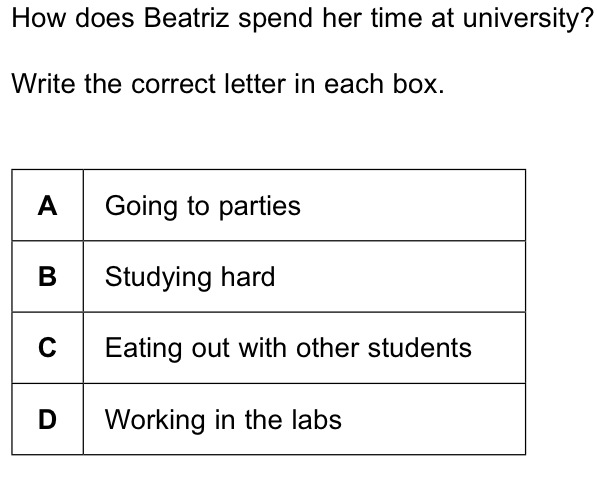 How does Beatriz spend her time at university?
Write the correct letter in each box.
A Going to parties
B Studying hard
C Eating out with other students
D Working in the labs